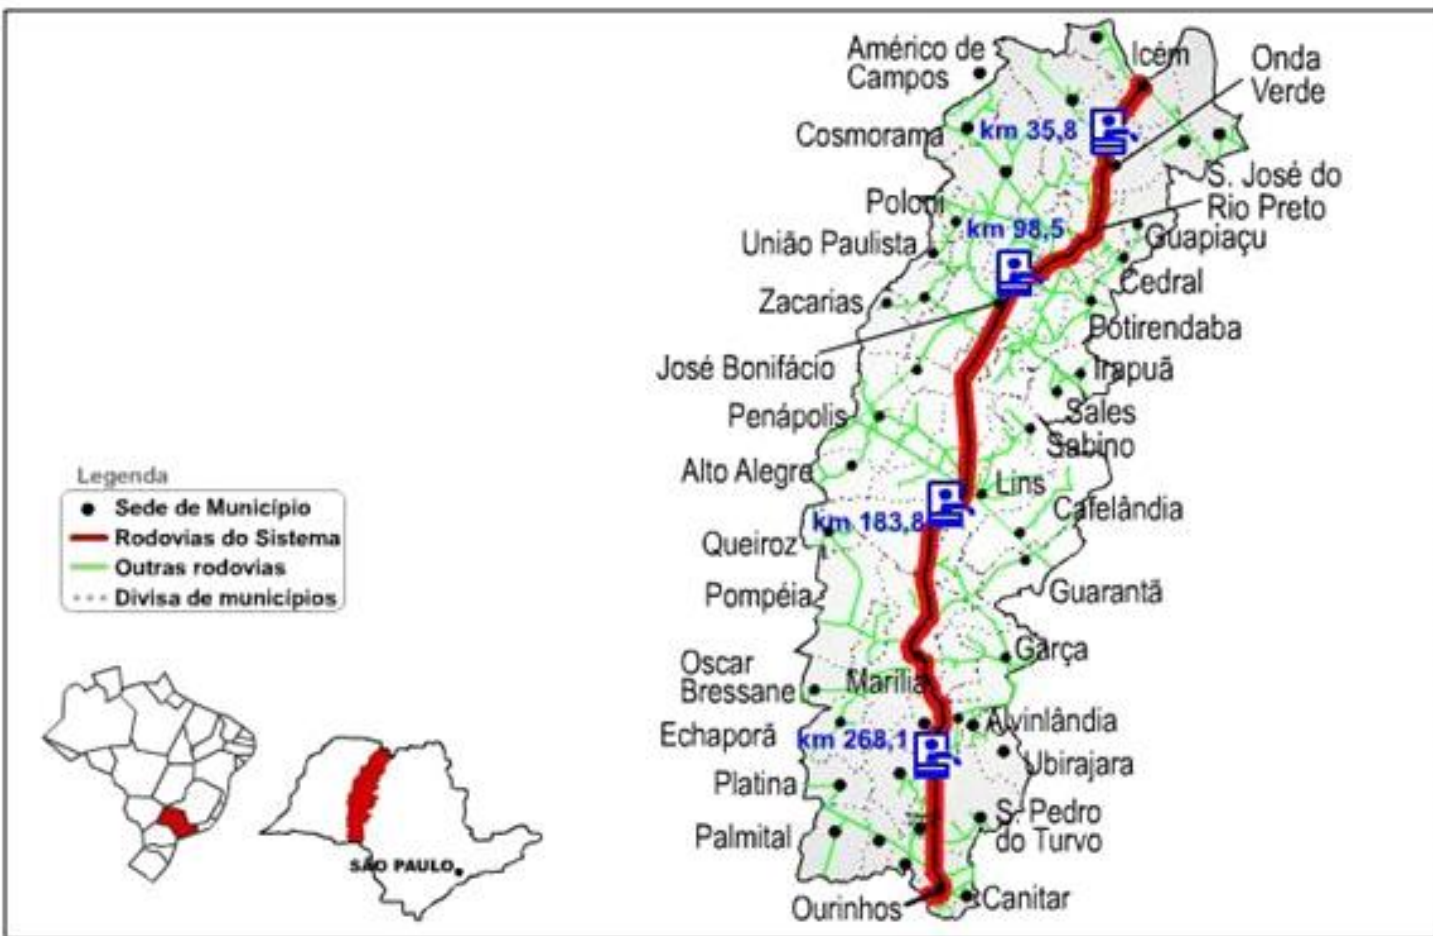 Américo de
Campos
Icém
Onda
Verde
Cosmorama
km 35,8
S. José do
Rio Preto
Poloni
km 98,5
União Paulista
Guapiaçu
Cedral
Zacarias
Potirendaba
José Bonifácio
Irapuã
Penápolis
Sales
Sabino
Alto Alegre
Lins
Cafelândia
km 183,8
Queiroz
Pompéia
Guarantã
Garça
Oscar
Bressane
Marília
Echaporã
km 268,1
Alvinlândia
Ubirajara
Platina
S. Pedro
do Turvo
Palmital
Ourinhos
Canitar
Legenda
Sede de Município
Rodovias do Sistema
Outras rodovias
Divisa de municípios
SÃO PAULO